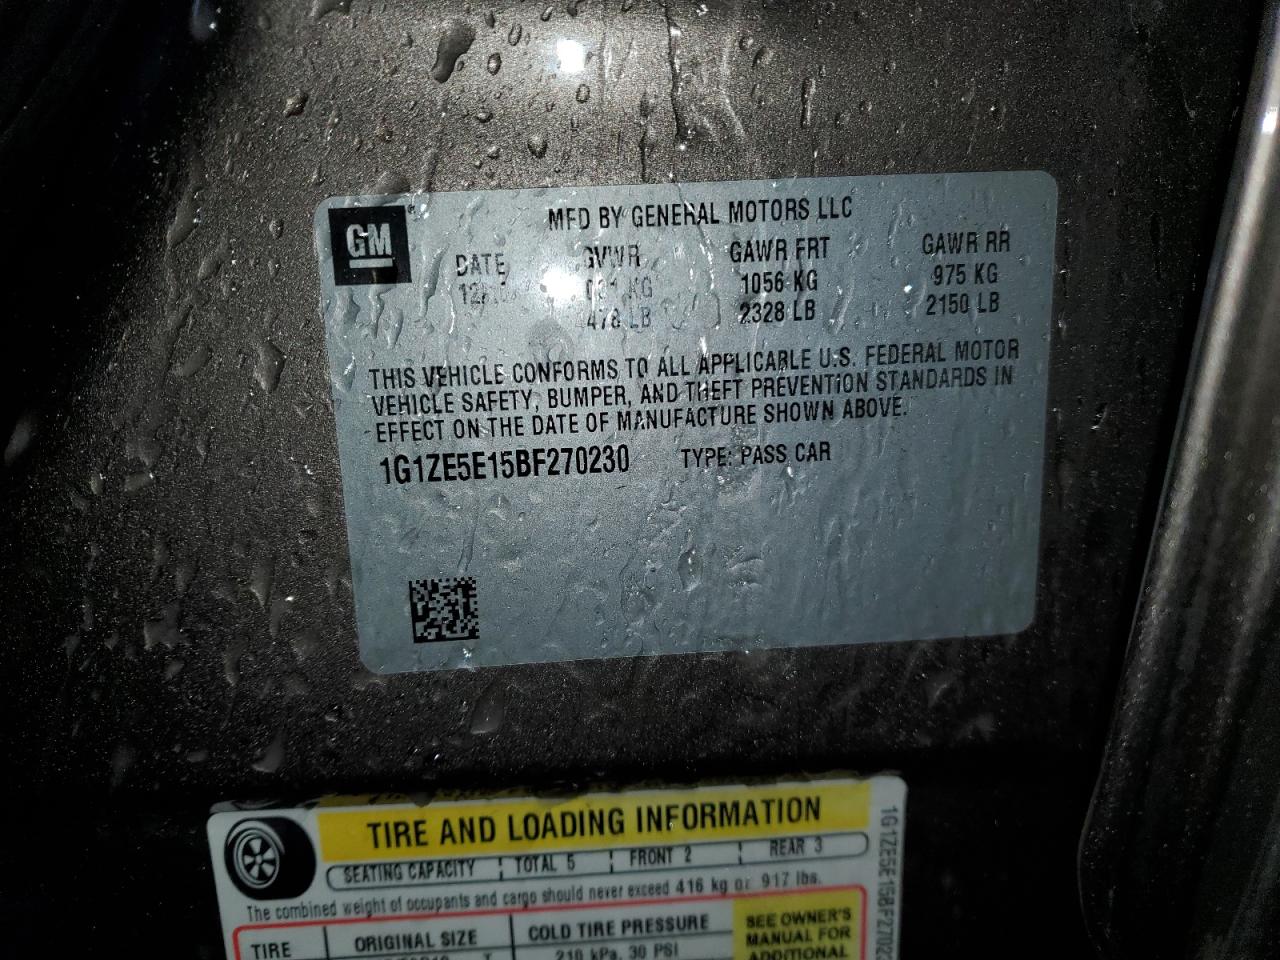 GM
MFD BY GENERAL MOTORS LLC
DATE GVWR GAWR FRT GAWR RR
KG 1056 KG 975 KG
LB 2328 LB 2150 LB
THIS VEHICLE CONFORMS TO ALL APPLICABLE U.S. FEDERAL MOTOR
VEHICLE SAFETY, BUMPER, AND THEFT PREVENTION STANDARDS IN
EFFECT ON THE DATE OF MANUFACTURE SHOWN ABOVE.
1G1ZE5E15BF270230 TYPE: PASS CAR
TIRE AND LOADING INFORMATION
SEATING CAPACITY TOTAL 5 FRONT 2 REAR 3
The combined weight of occupants and cargo should never exceed 416 kg or 917 lbs.
TIRE ORIGINAL SIZE COLD TIRE PRESSURE
210 kPa, 30 PSI
SEE OWNER'S
MANUAL FOR
ADDITIONAL